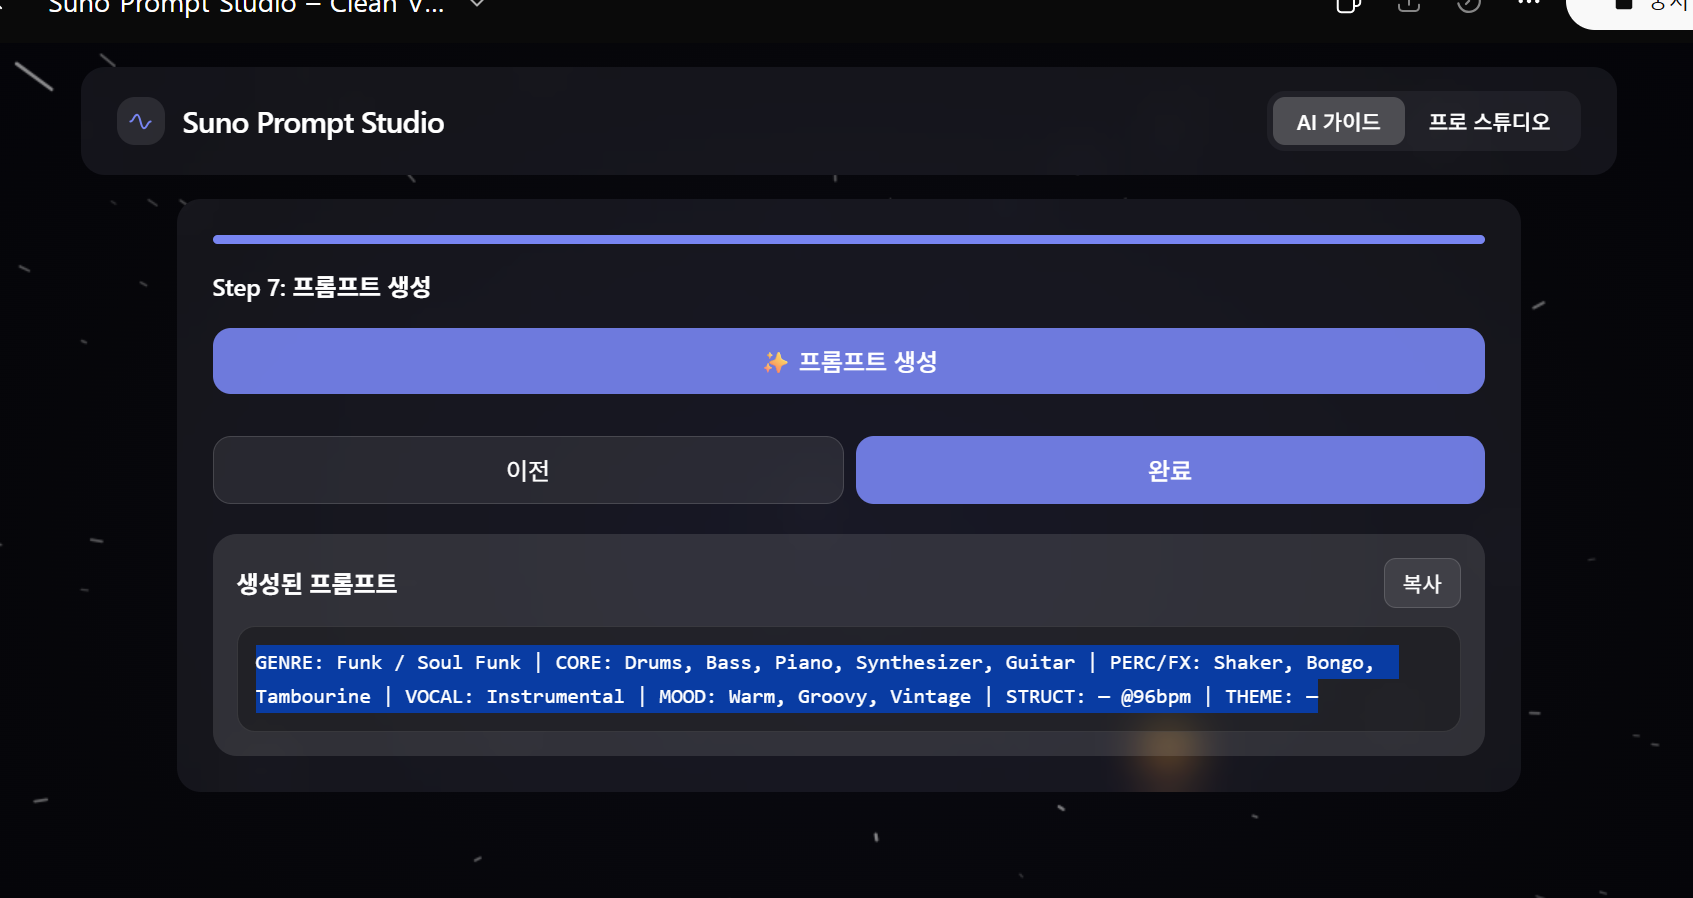 Suno Prompt Studio – Clean V...
Suno Prompt Studio
AI 가이드
프로 스튜디오
Step 7: 프롬프트 생성
✨ 프롬프트 생성
이전
완료
생성된 프롬프트
복사
GENRE: Funk / Soul Funk | CORE: Drums, Bass, Piano, Synthesizer, Guitar | PERC/FX: Shaker, Bongo,
Tambourine | VOCAL: Instrumental | MOOD: Warm, Groovy, Vintage | STRUCT: — @96bpm | THEME: —